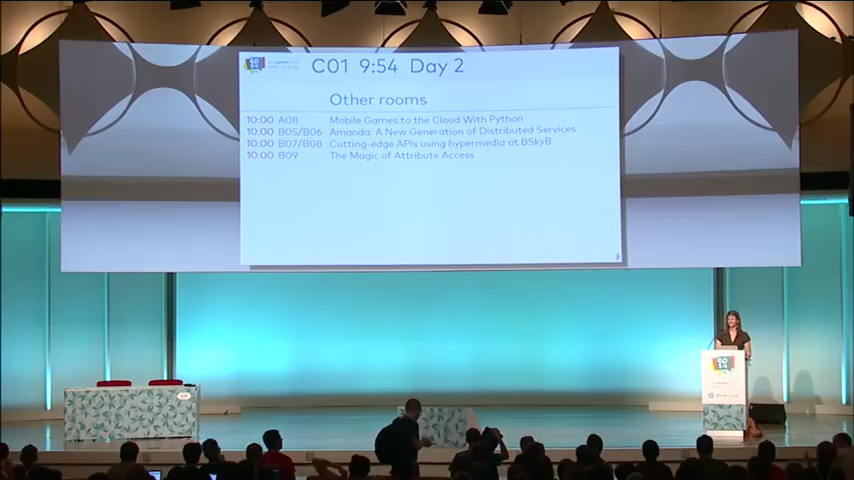 C01 9:54 Day 2
Other rooms
10:00 A08 Mobile Games to the Cloud With Python
10:00 B05/B06 Amanda: A New Generation of Distributed Services
10:00 B07/B08 Cutting-edge APIs using hypermedia at BSkyB
10:00 B09 The Magic of Attribute Access